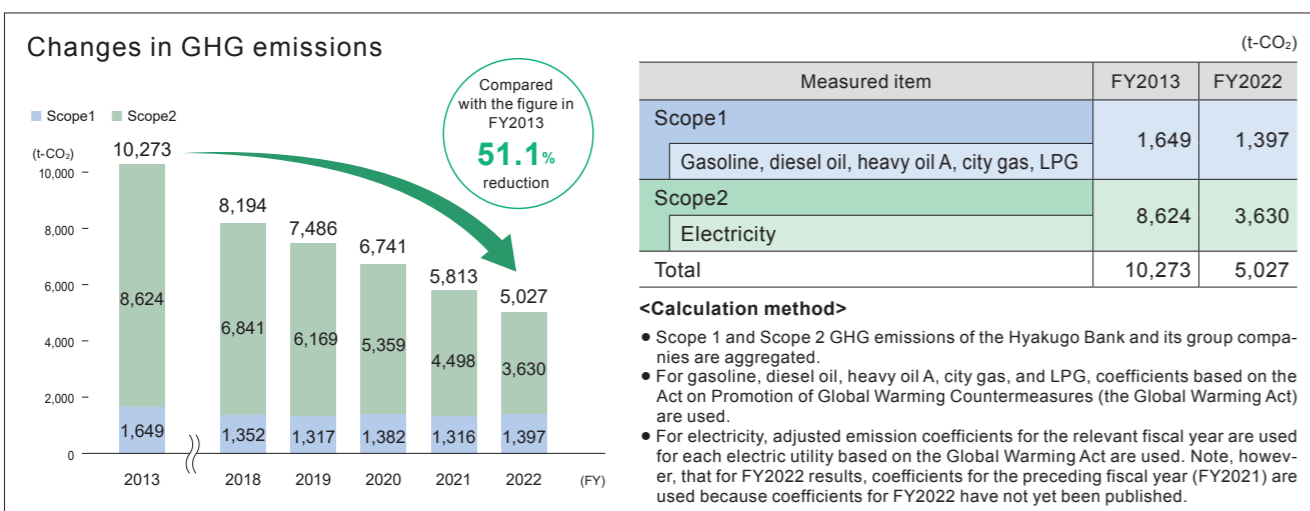 Changes in GHG emissions
Scope1 Scope2
(t-CO₂)
10,273
10,000
8,000
6,000
4,000
2,000
0
8,624
1,649
8,194
6,841
1,352
7,486
6,169
1,317
6,741
5,359
1,382
5,813
4,498
1,316
5,027
3,630
1,397
2013 2018 2019 2020 2021 2022 (FY)
Compared
with the figure in
FY2013
51.1%
reduction
(t-CO₂)
Measured item FY2013 FY2022
Scope1
Gasoline, diesel oil, heavy oil A, city gas, LPG
1,649 1,397
Scope2
Electricity
8,624 3,630
Total 10,273 5,027
<Calculation method>
● Scope 1 and Scope 2 GHG emissions of the Hyakugo Bank and its group compa-
nies are aggregated.
● For gasoline, diesel oil, heavy oil A, city gas, and LPG, coefficients based on the
Act on Promotion of Global Warming Countermeasures (the Global Warming Act)
are used.
● For electricity, adjusted emission coefficients for the relevant fiscal year are used
for each electric utility based on the Global Warming Act are used. Note, howev-
er, that for FY2022 results, coefficients for the preceding fiscal year (FY2021) are
used because coefficients for FY2022 have not yet been published.